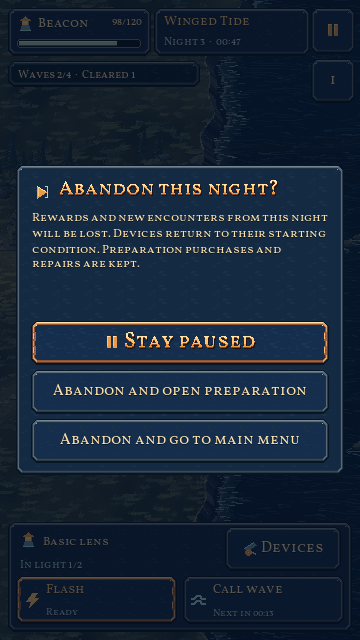 Beacon 98/120
Winged Tide
Night 3 · 00:47
Waves 2/4 · Cleared 1
I
Abandon this night?
Rewards and new encounters from this night
will be lost. Devices return to their starting
condition. Preparation purchases and
repairs are kept.
Stay paused
Abandon and open preparation
Abandon and go to main menu
Basic lens
In light 1/2
Devices
Flash
Ready
Call wave
Next in 00:13